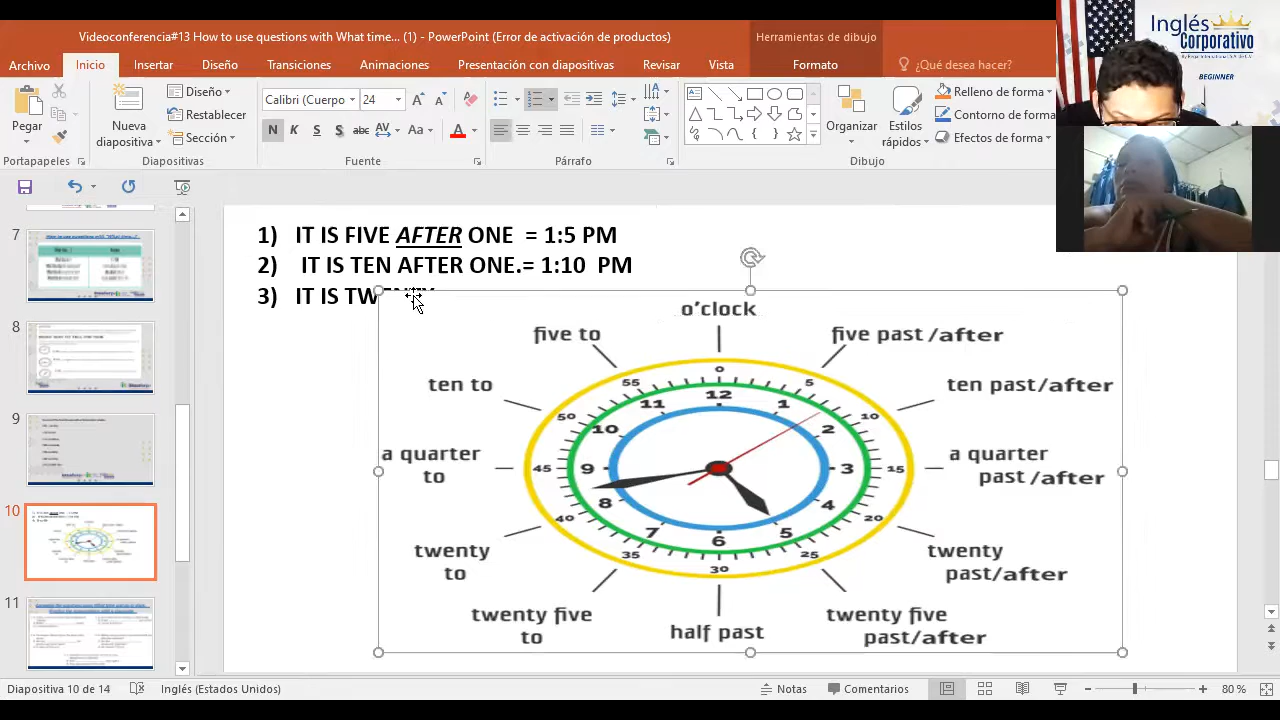 Videoconferencia#13 How to use questions with What time... (1) - PowerPoint (Error de activación de productos)
Herramientas de dibujo
Archivo Inicio Insertar Diseño Transiciones Animaciones Presentación con diapositivas Revisar Vista Formato ¿Qué desea hacer?
Pegar
Portapapeles
Nueva diapositiva
Diseño
Restablecer
Sección
Diapositivas
Calibri (Cuerpo 24
N K S S abc AV Aa A
Fuente
Párrafo
Organizar
Estilos rápidos
Relleno de forma
Contorno de forma
Efectos de forma
Dibujo
Inglés
Corporativo
BEGINNER
7
8
9
10
11
1) IT IS FIVE AFTER ONE = 1:5 PM
2) IT IS TEN AFTER ONE.= 1:10 PM
3) IT IS TWENTY
o'clock
five to
five past /after
ten to
ten past/after
a quarter
to
a quarter
past /after
twenty
to
twenty
past/after
twenty five
to
half past
twenty five
past/after
0 5 10 15 20 25 30 35 40 45 50 55
12 1 2 3 4 5 6 7 8 9 10 11
Diapositiva 10 de 14 Inglés (Estados Unidos) Notas Comentarios 80 %